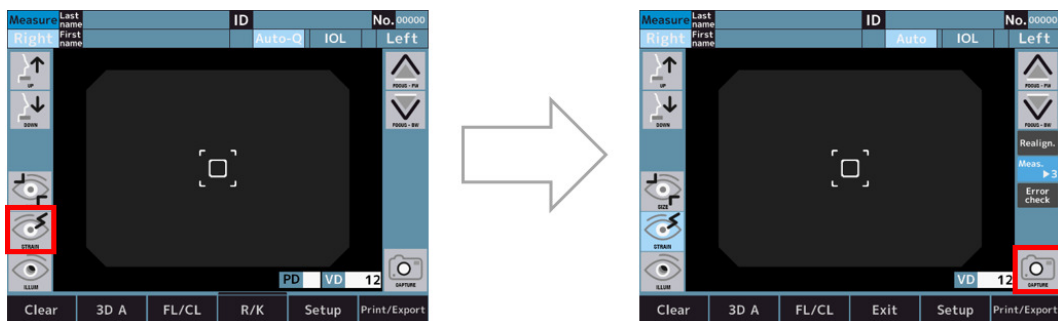 Measure Last name ID No. 00000
Right First name Auto-Q IOL Left
UP
FOCUS - FW
DOWN
FOCUS - BW
STRAIN
ILLUM
CAPTURE
PD VD 12
Clear 3D A FL/CL R/K Setup Print/Export
Measure Last name ID No. 00000
Right First name Auto IOL Left
UP
FOCUS - FW
DOWN
FOCUS - BW
Realign.
Meas.
▶3
Error
check
SIZE
STRAIN
ILLUM
CAPTURE
VD 12
Clear 3D A FL/CL Exit Setup Print/Export